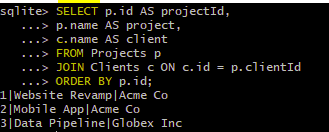 sqlite> SELECT p.id AS projectId,
...> p.name AS project,
...> c.name AS client
...> FROM Projects p
...> JOIN Clients c ON c.id = p.clientId
...> ORDER BY p.id;
1|Website Revamp|Acme Co
2|Mobile App|Acme Co
3|Data Pipeline|Globex Inc